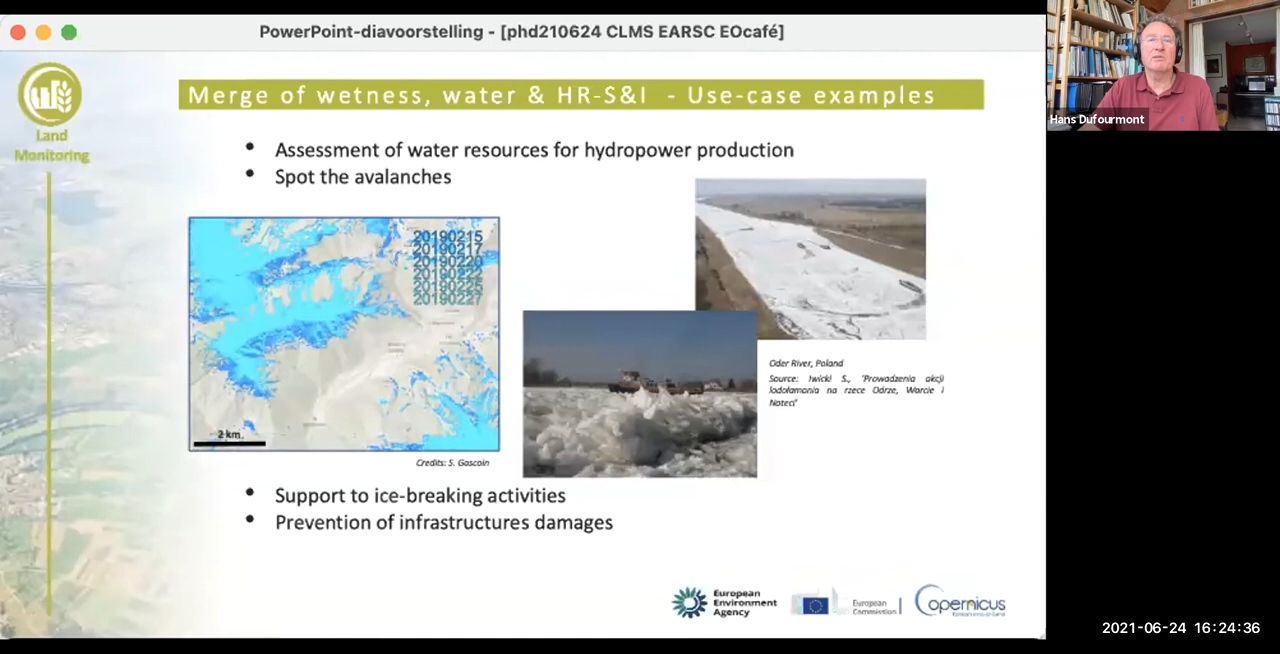 PowerPoint-diavoorstelling - [phd210624 CLMS EARSC EOcafé]
Hans Dufourmont
Land
Monitoring
Merge of wetness, water & HR-S&I - Use-case examples
• Assessment of water resources for hydropower production
• Spot the avalanches
20190215
20190217
20190220
20190222
20190225
20190227
2 km
Credits: S. Gascoin
Oder River, Poland
Source: Iwicki S., "Prowadzenia akcji
lodołamania na rzece Odrze, Warcie i
Noteci"
• Support to ice-breaking activities
• Prevention of infrastructures damages
European
Environment
Agency
European
Commission
Copernicus
2021-06-24 16:24:36